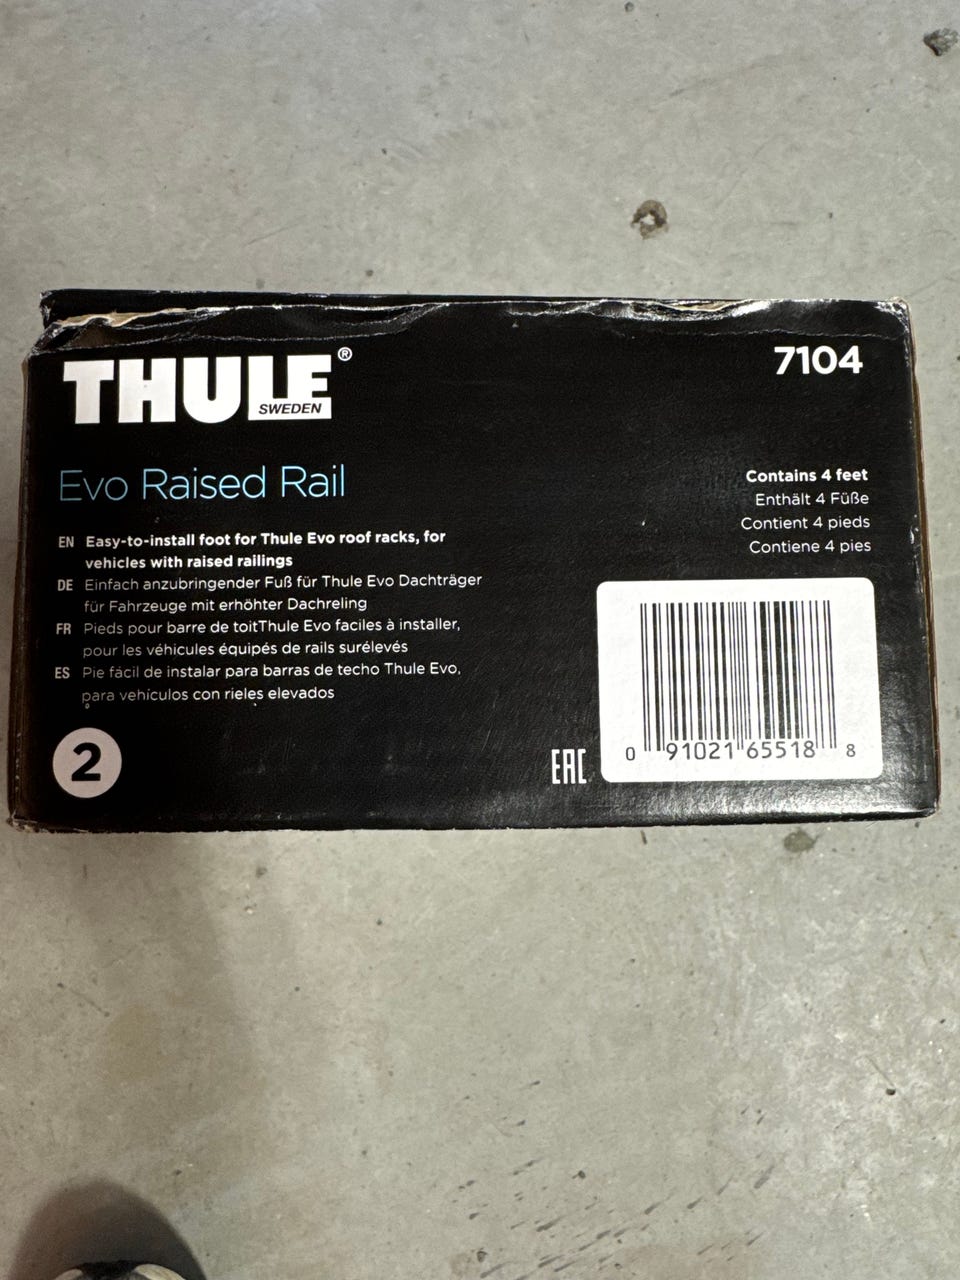 THULE®
SWEDEN
7104
Evo Raised Rail
EN Easy-to-install foot for Thule Evo roof racks, for
vehicles with raised railings
DE Einfach anzubringender Fuß für Thule Evo Dachträger
für Fahrzeuge mit erhöhter Dachreling
FR Pieds pour barre de toitThule Evo faciles à installer,
pour les véhicules équipés de rails surélevés
ES Pie fácil de instalar para barras de techo Thule Evo,
para vehículos con rieles elevados
Contains 4 feet
Enthält 4 Füße
Contient 4 pieds
Contiene 4 pies
2
EAC
0 91021 65518 8